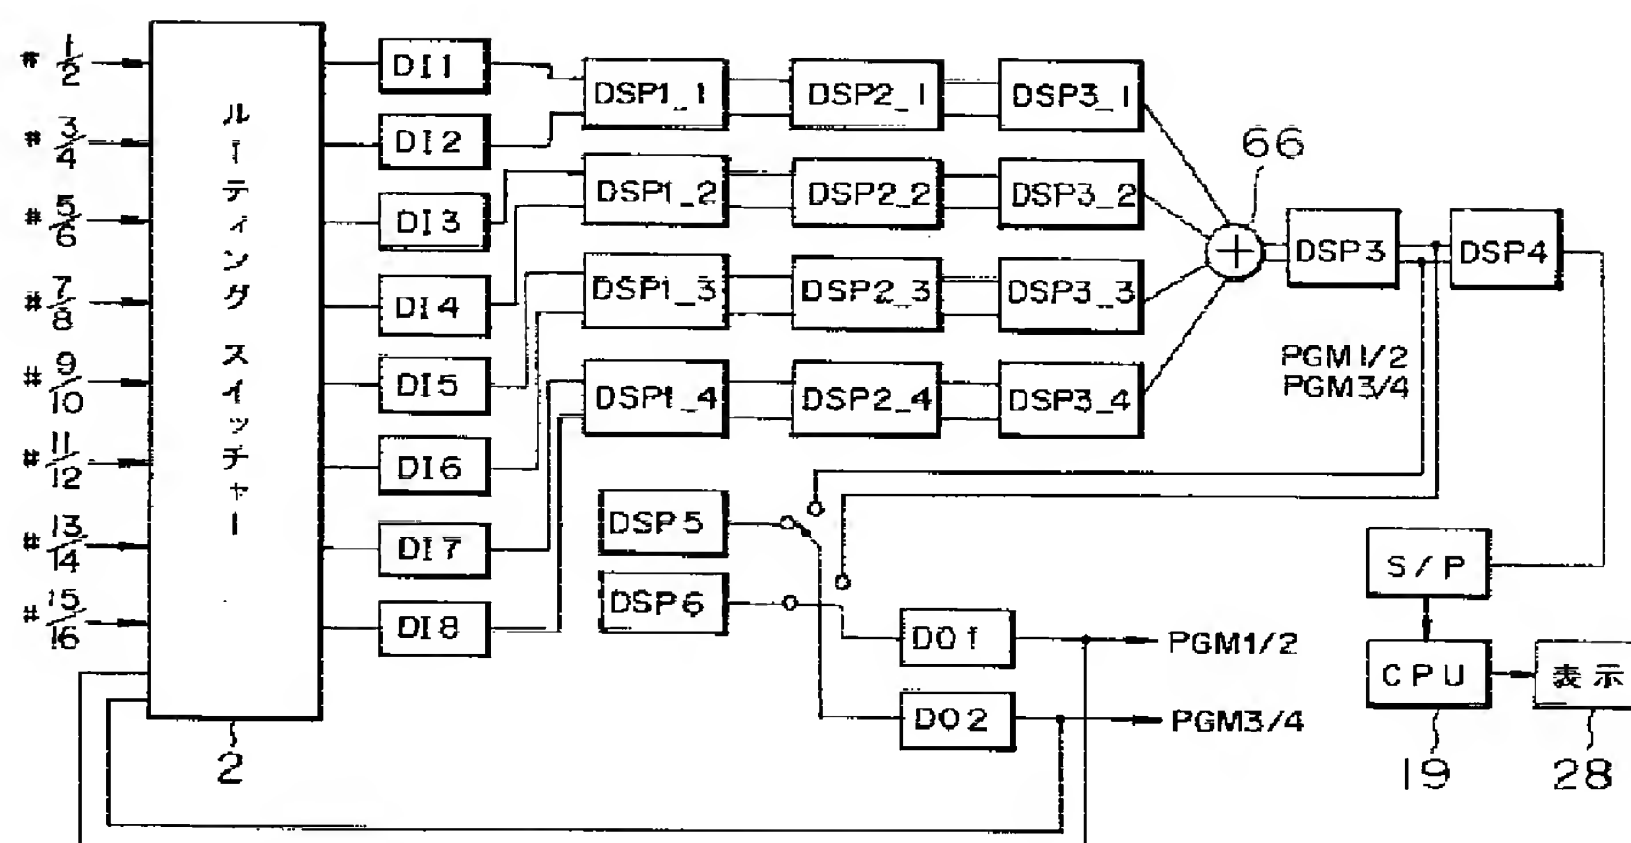 # 1/2
# 3/4
# 5/6
# 7/8
# 9/10
# 11/12
# 13/14
# 15/16
ルーティングスイッチャー
2
DI1
DI2
DI3
DI4
DI5
DI6
DI7
DI8
DSP1_1
DSP2_1
DSP3_1
DSP1_2
DSP2_2
DSP3_2
DSP1_3
DSP2_3
DSP3_3
DSP1_4
DSP2_4
DSP3_4
66
+
DSP3
DSP4
PGM1/2
PGM3/4
DSP5
DSP6
DO1
DO2
PGM1/2
PGM3/4
S/P
CPU
19
表示
28